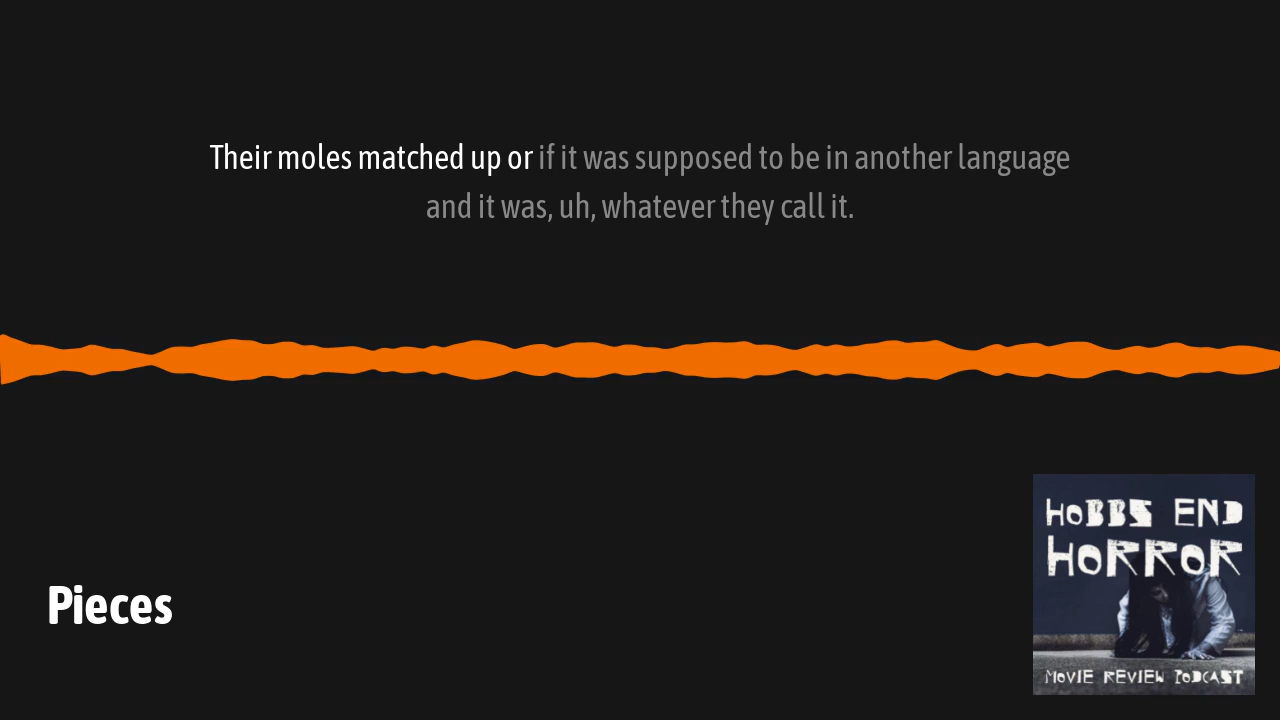 Their moles matched up or if it was supposed to be in another language
and it was, uh, whatever they call it.
Pieces
HOBBS END
HORROR
MOVIE REVIEW PODCAST